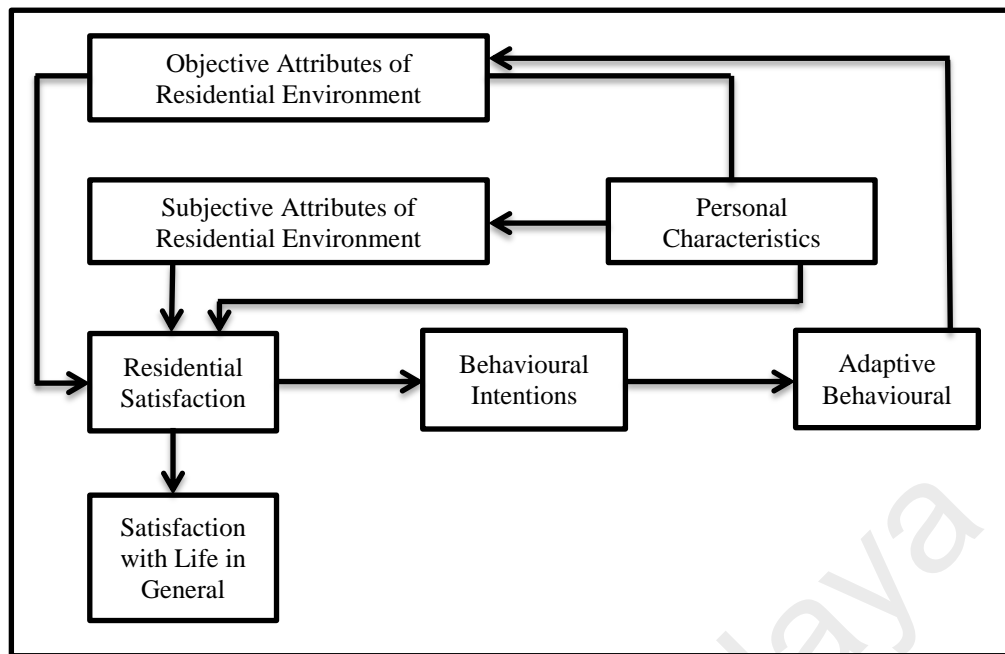 Objective Attributes of
Residential Environment
Subjective Attributes of
Residential Environment
Personal
Characteristics
Residential
Satisfaction
Behavioural
Intentions
Adaptive
Behavioural
Satisfaction
with Life in
General
laya